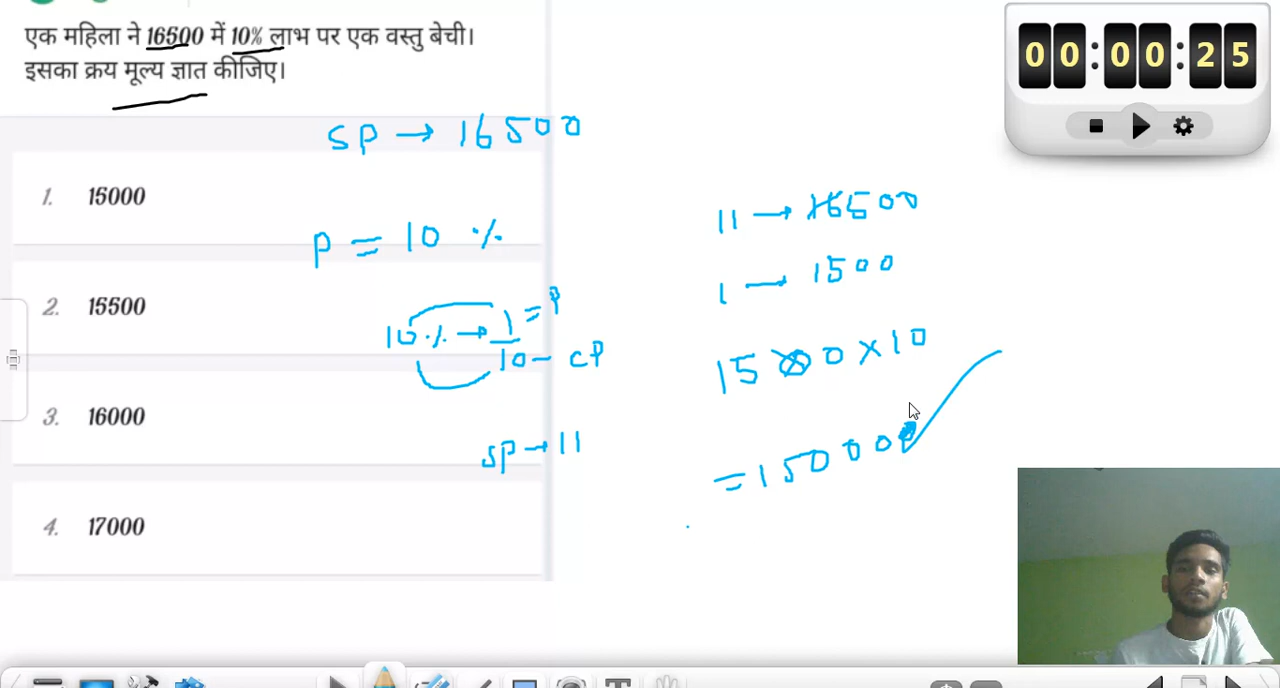 एक महिला ने 16500 में 10% लाभ पर एक वस्तु बेची।
इसका क्रय मूल्य ज्ञात कीजिए।
00:00:25
SP → 16500
1. 15000
P = 10 %
2. 15500
10% → 1/10
= P
- CP
3. 16000
SP → 11
4. 17000
11 → 16500
1 → 1500
1500 × 10
= 15000